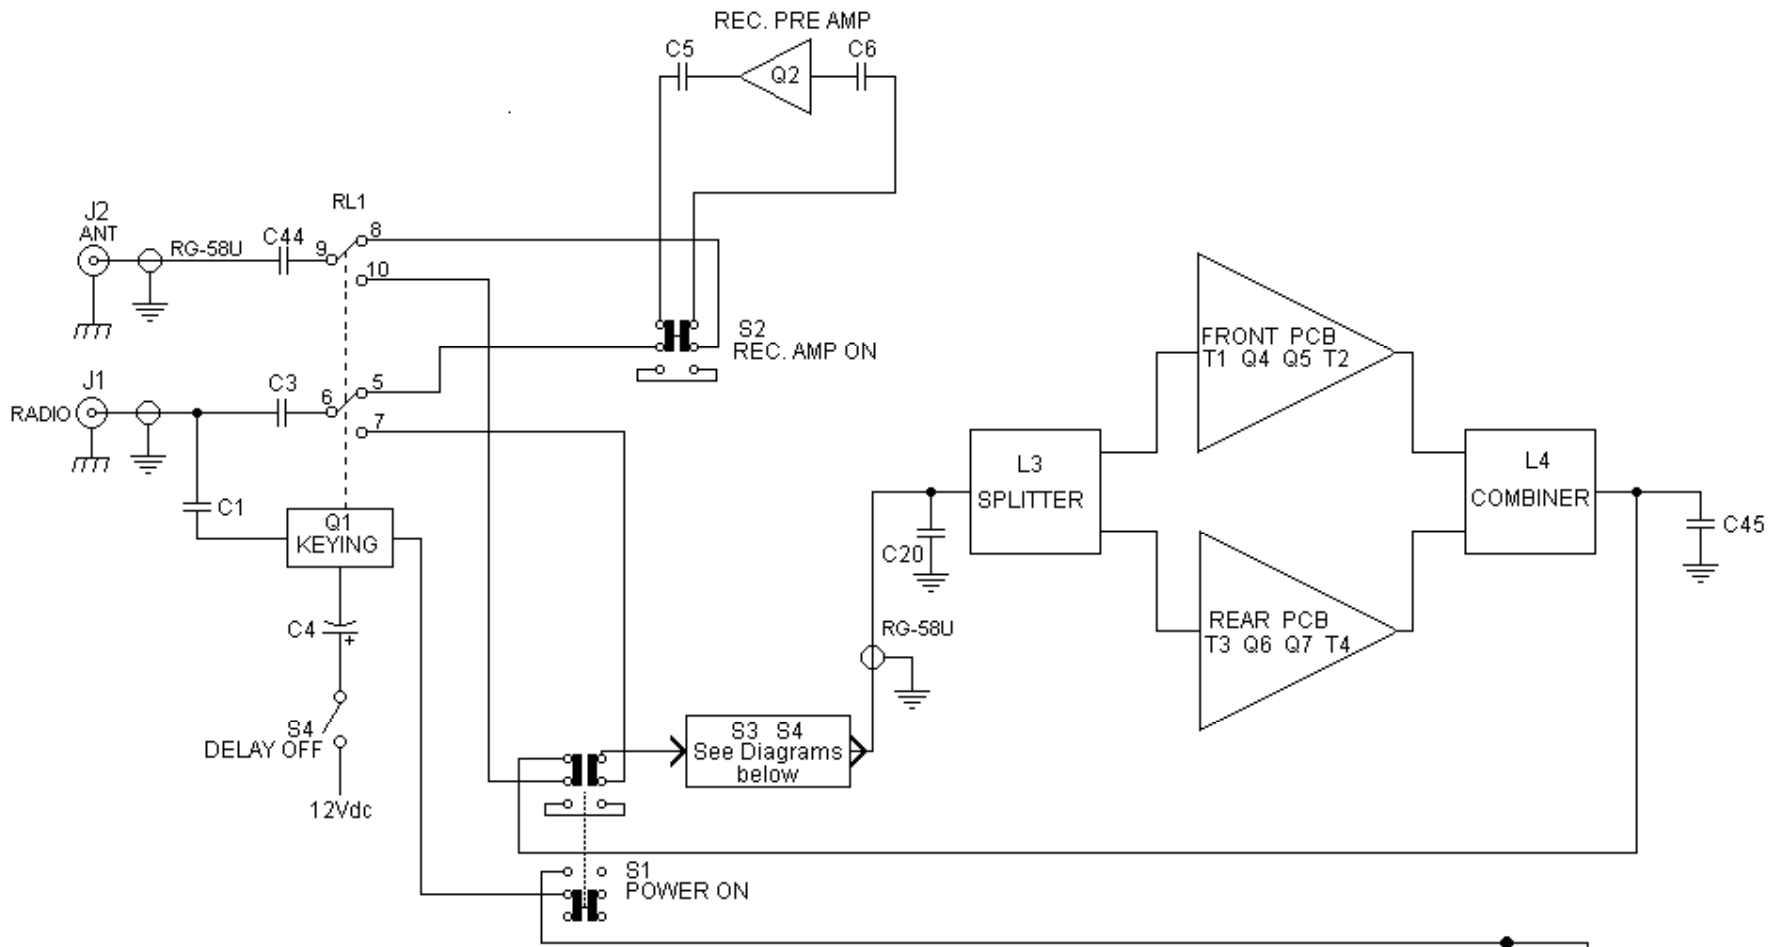 REC. PRE AMP
C5
C6
Q2
RL1
J2
ANT
RG-58U
C44
9
8
10
S2
REC. AMP ON
J1
RADIO
C3
6
5
7
C1
Q1
KEYING
C4
+
S4
DELAY OFF
12Vdc
FRONT PCB
T1 Q4 Q5 T2
L3
SPLITTER
L4
COMBINER
C20
C45
RG-58U
REAR PCB
T3 Q6 Q7 T4
S3 S4
See Diagrams
below
S1
POWER ON